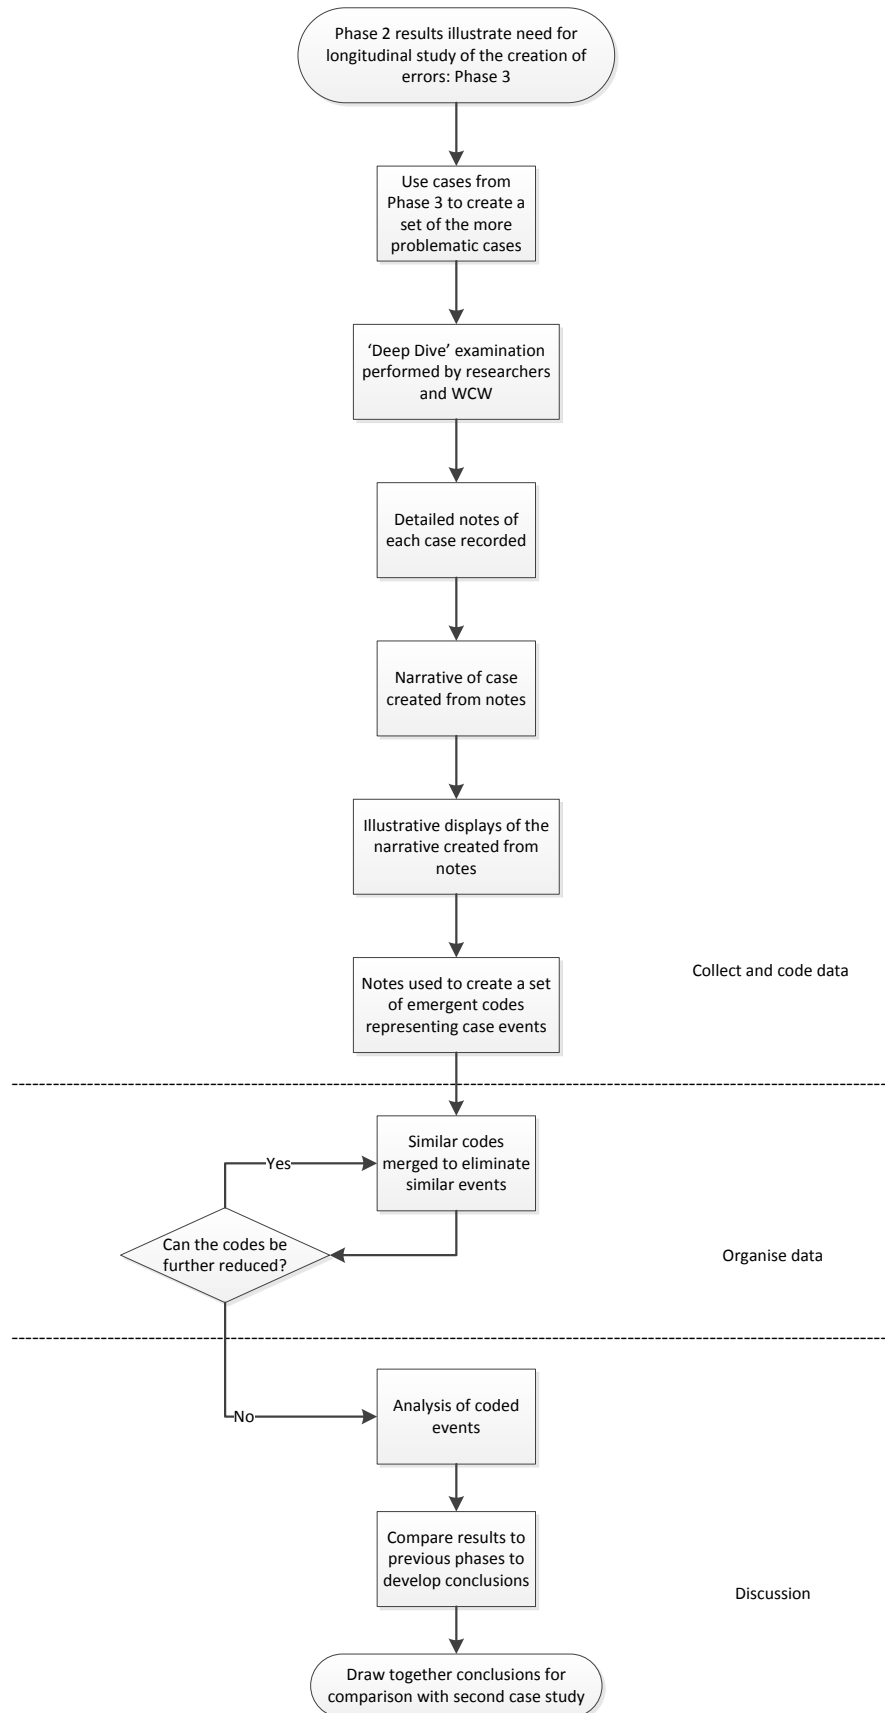 Phase 2 results illustrate need for
longitudinal study of the creation of
errors: Phase 3
Use cases from
Phase 3 to create a
set of the more
problematic cases
‘Deep Dive’ examination
performed by researchers
and WCW
Detailed notes of
each case recorded
Narrative of case
created from notes
Illustrative displays of the
narrative created from
notes
Notes used to create a set
of emergent codes
representing case events
Collect and code data
Similar codes
merged to eliminate
similar events
Yes
Can the codes be
further reduced?
Organise data
No
Analysis of coded
events
Compare results to
previous phases to
develop conclusions
Discussion
Draw together conclusions for
comparison with second case study